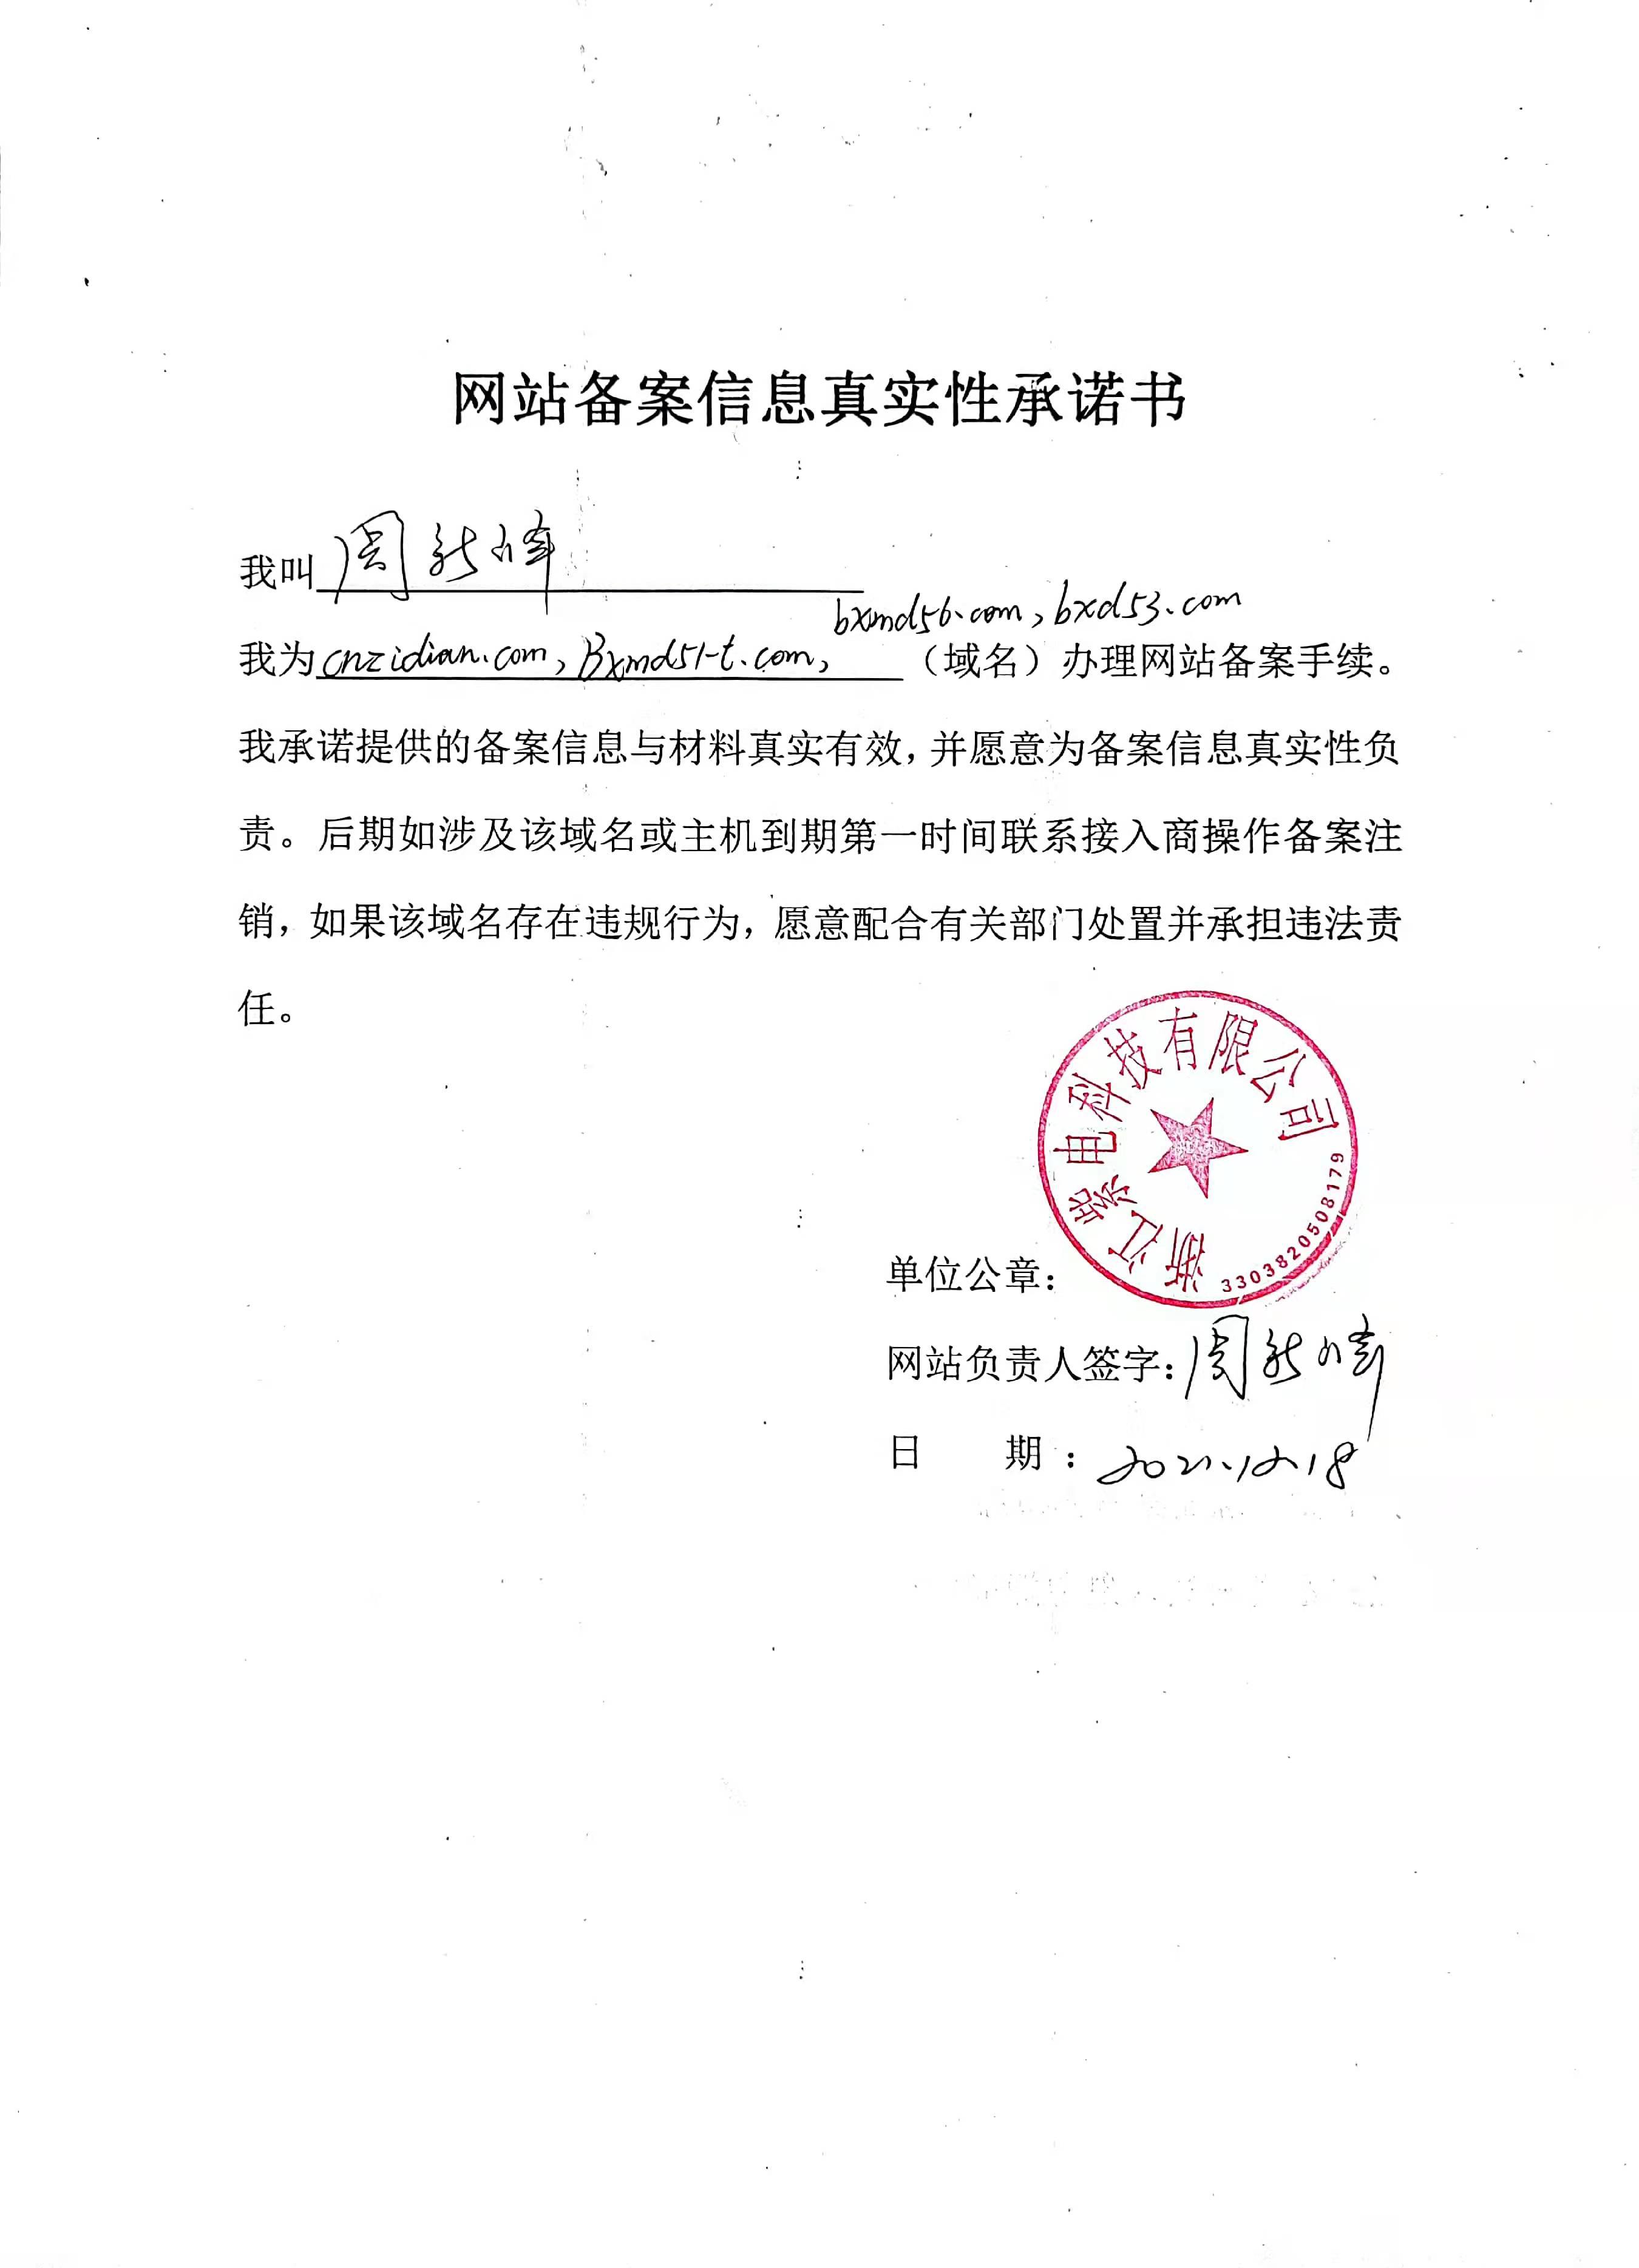 网站备案信息真实性承诺书
我叫周新峰
bxmd56.com,bxd53.com
我为cnzidian.com,Bxmd51-t.com,(域名)办理网站备案手续。
我承诺提供的备案信息与材料真实有效,并愿意为备案信息真实性负
责。后期如涉及该域名或主机到期第一时间联系接入商操作备案注
销,如果该域名存在违规行为,愿意配合有关部门处置并承担违法责
任。
浙江紫电科技有限公司
3303820508179
单位公章:
网站负责人签字:周新峰
日 期:2021.12.18